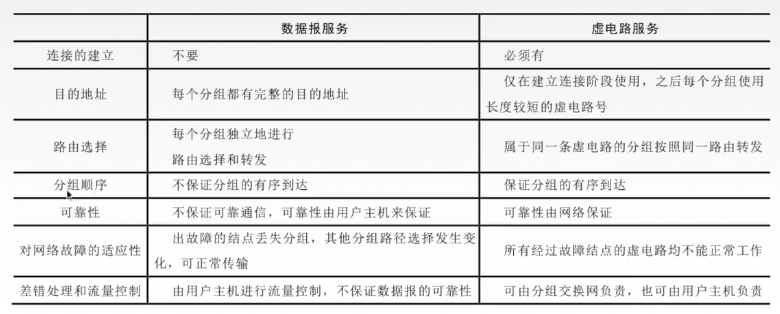 数据报服务 虚电路服务
连接的建立 不要 必须有
目的地址 每个分组都有完整的目的地址 仅在建立连接阶段使用，之后每个分组使用
长度较短的虚电路号
路由选择 每个分组独立地进行
路由选择和转发 属于同一条虚电路的分组按照同一路由转发
分组顺序 不保证分组的有序到达 保证分组的有序到达
可靠性 不保证可靠通信，可靠性由用户主机来保证 可靠性由网络保证
对网络故障的适应性 出故障的结点丢失分组，其他分组路径选择发生变
化，可正常传输 所有经过故障结点的虚电路均不能正常工作
差错处理和流量控制 由用户主机进行流量控制，不保证数据报的可靠性 可由分组交换网负责，也可由用户主机负责